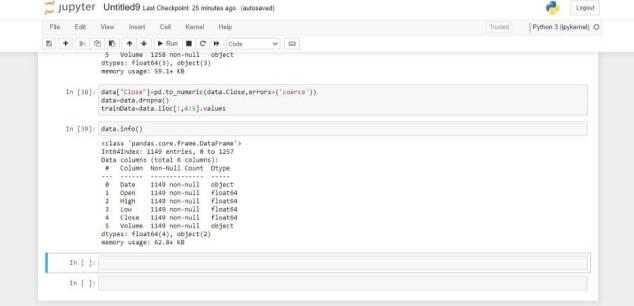 jupyter Untitled9 Last Checkpoint: 25 minutes ago (autosaved)
Logout
File Edit View Insert Cell Kernel Help
Trusted Python 3 (ipykernel)
Run Code
5 Volume 1258 non-null object
dtypes: float64(3), object(3)
memory usage: 59.1+ KB
In [38]: data["Close"]=pd.to_numeric(data.Close,errors=('coerce'))
data=data.dropna()
trainData=data.iloc[:,4:5].values
In [39]: data.info()
<class 'pandas.core.frame.DataFrame'>
Int64Index: 1149 entries, 0 to 1257
Data columns (total 6 columns):
# Column Non-Null Count Dtype
--- ------ -------------- -----
0 Date 1149 non-null object
1 Open 1149 non-null float64
2 High 1149 non-null float64
3 Low 1149 non-null float64
4 Close 1149 non-null float64
5 Volume 1149 non-null object
dtypes: float64(4), object(2)
memory usage: 62.8+ KB
In [ ]:
In [ ]: